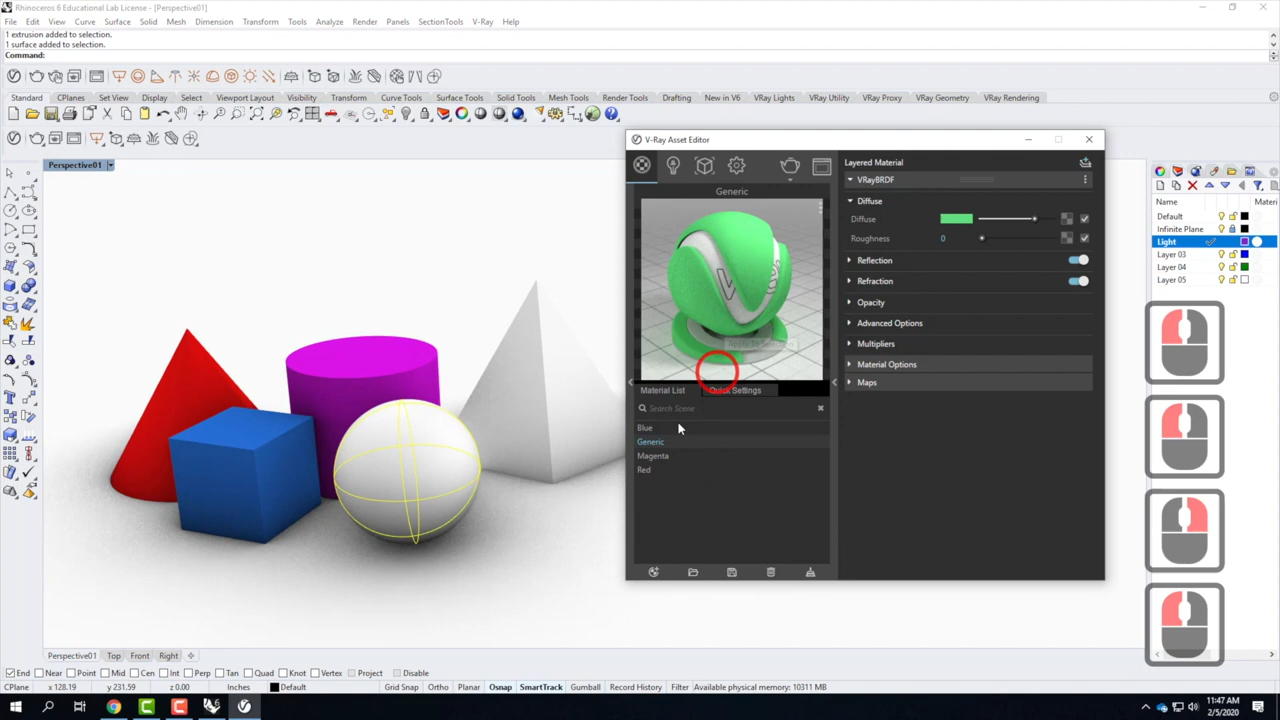 Rhinoceros 6 Educational Lab License - [Perspective01]
File Edit View Curve Surface Solid Mesh Dimension Transform Tools Analyze Render Panels SectionTools V-Ray Help
1 extrusion added to selection.
1 surface added to selection.
Command:
Standard CPlanes Set View Display Select Viewport Layout Visibility Transform Curve Tools Surface Tools Solid Tools Mesh Tools Render Tools Drafting New in V6 VRay Lights VRay Utility VRay Proxy VRay Geometry VRay Rendering
Perspective01
V-Ray Asset Editor
Generic
Layered Material
VRayBRDF
Diffuse
Diffuse
Roughness 0
Reflection
Refraction
Opacity
Advanced Options
Multipliers
Material Options
Maps
Apply To Selection
Material List Quick Settings
Search Scene
Blue
Generic
Magenta
Red
Name Materi
Default
Infinite Plane
Light
Layer 03
Layer 04
Layer 05
Perspective01 Top Front Right
End Near Point Mid Cen Int Perp Tan Quad Knot Vertex Project Disable
CPlane x 128.19 y 231.59 z 0.00 Inches Default Grid Snap Ortho Planar Osnap SmartTrack Gumball Record History Filter Available physical memory: 10311 MB
11:47 AM
2/5/2020